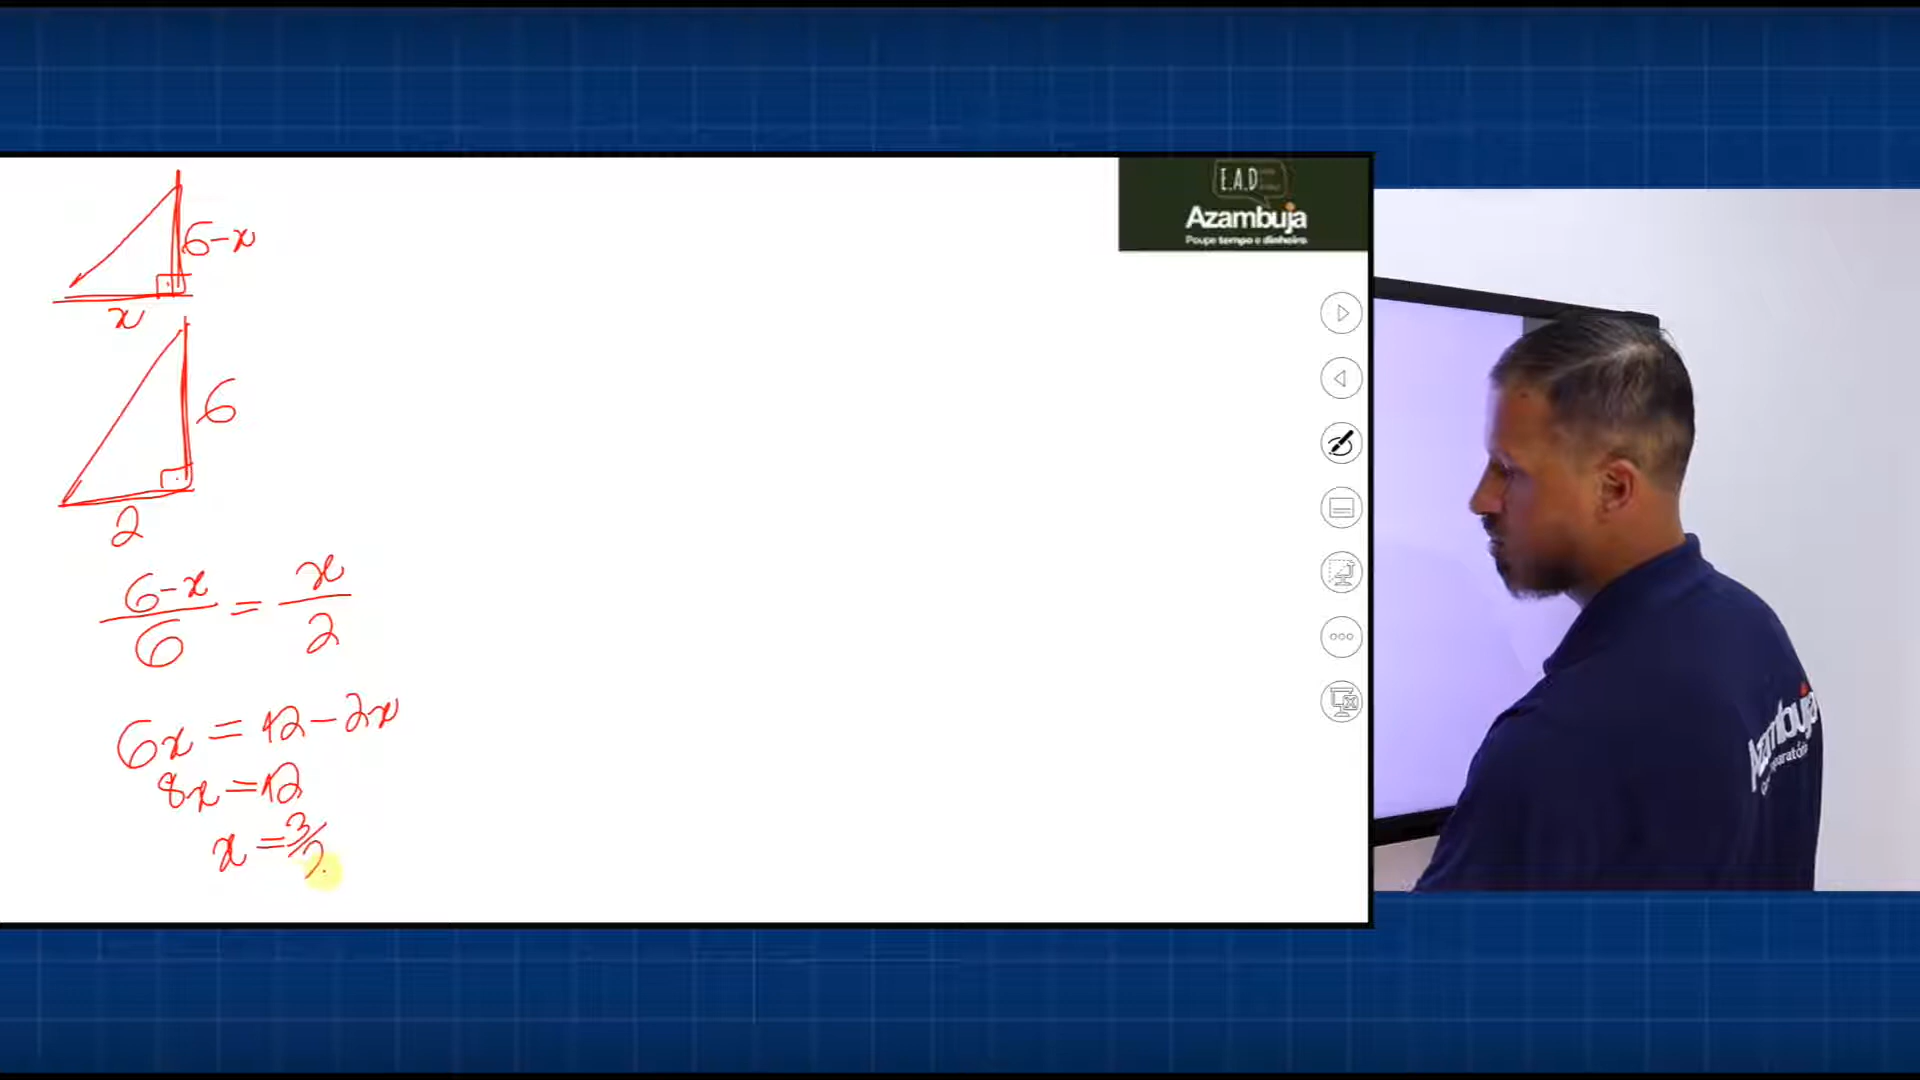 6-x
x
6
2
6-x/6 = x/2
6x = 12-2x
8x = 12
x = 3/2
E.A.D
Azambuja
Poupe tempo e dinheiro
Azambuja